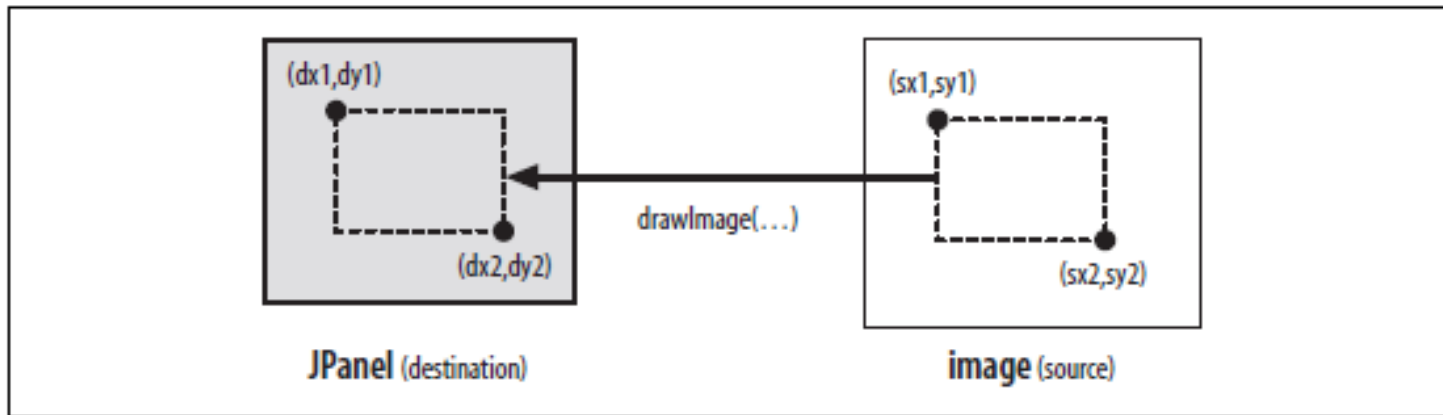 (dx1,dy1)
(sx1,sy1)
drawImage(…)
(dx2,dy2)
(sx2,sy2)
JPanel (destination)
image (source)